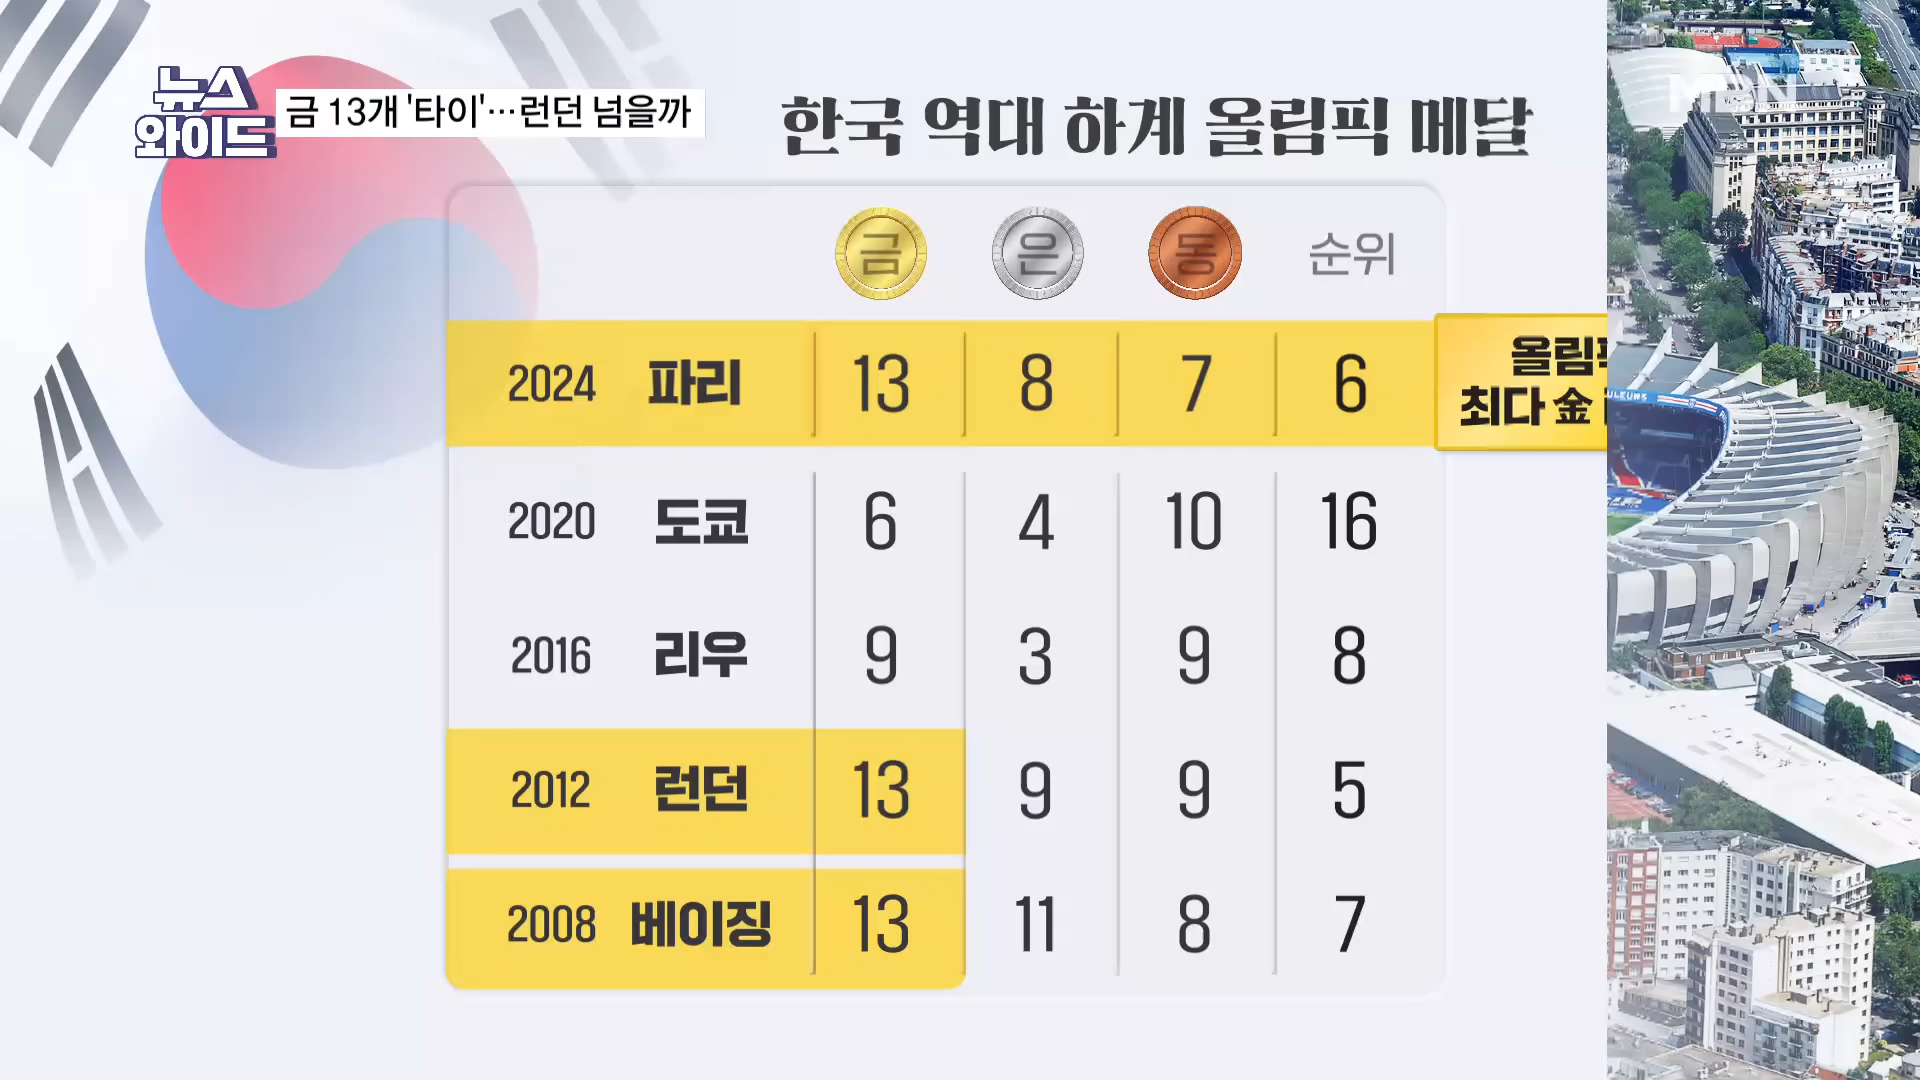 뉴스
와이드
금 13개 '타이'…런던 넘을까
MBN
한국 역대 하계 올림픽 메달
금 은 동 순위
2024 파리 13 8 7 6
올림
최다 金
2020 도쿄 6 4 10 16
2016 리우 9 3 9 8
2012 런던 13 9 9 5
2008 베이징 13 11 8 7